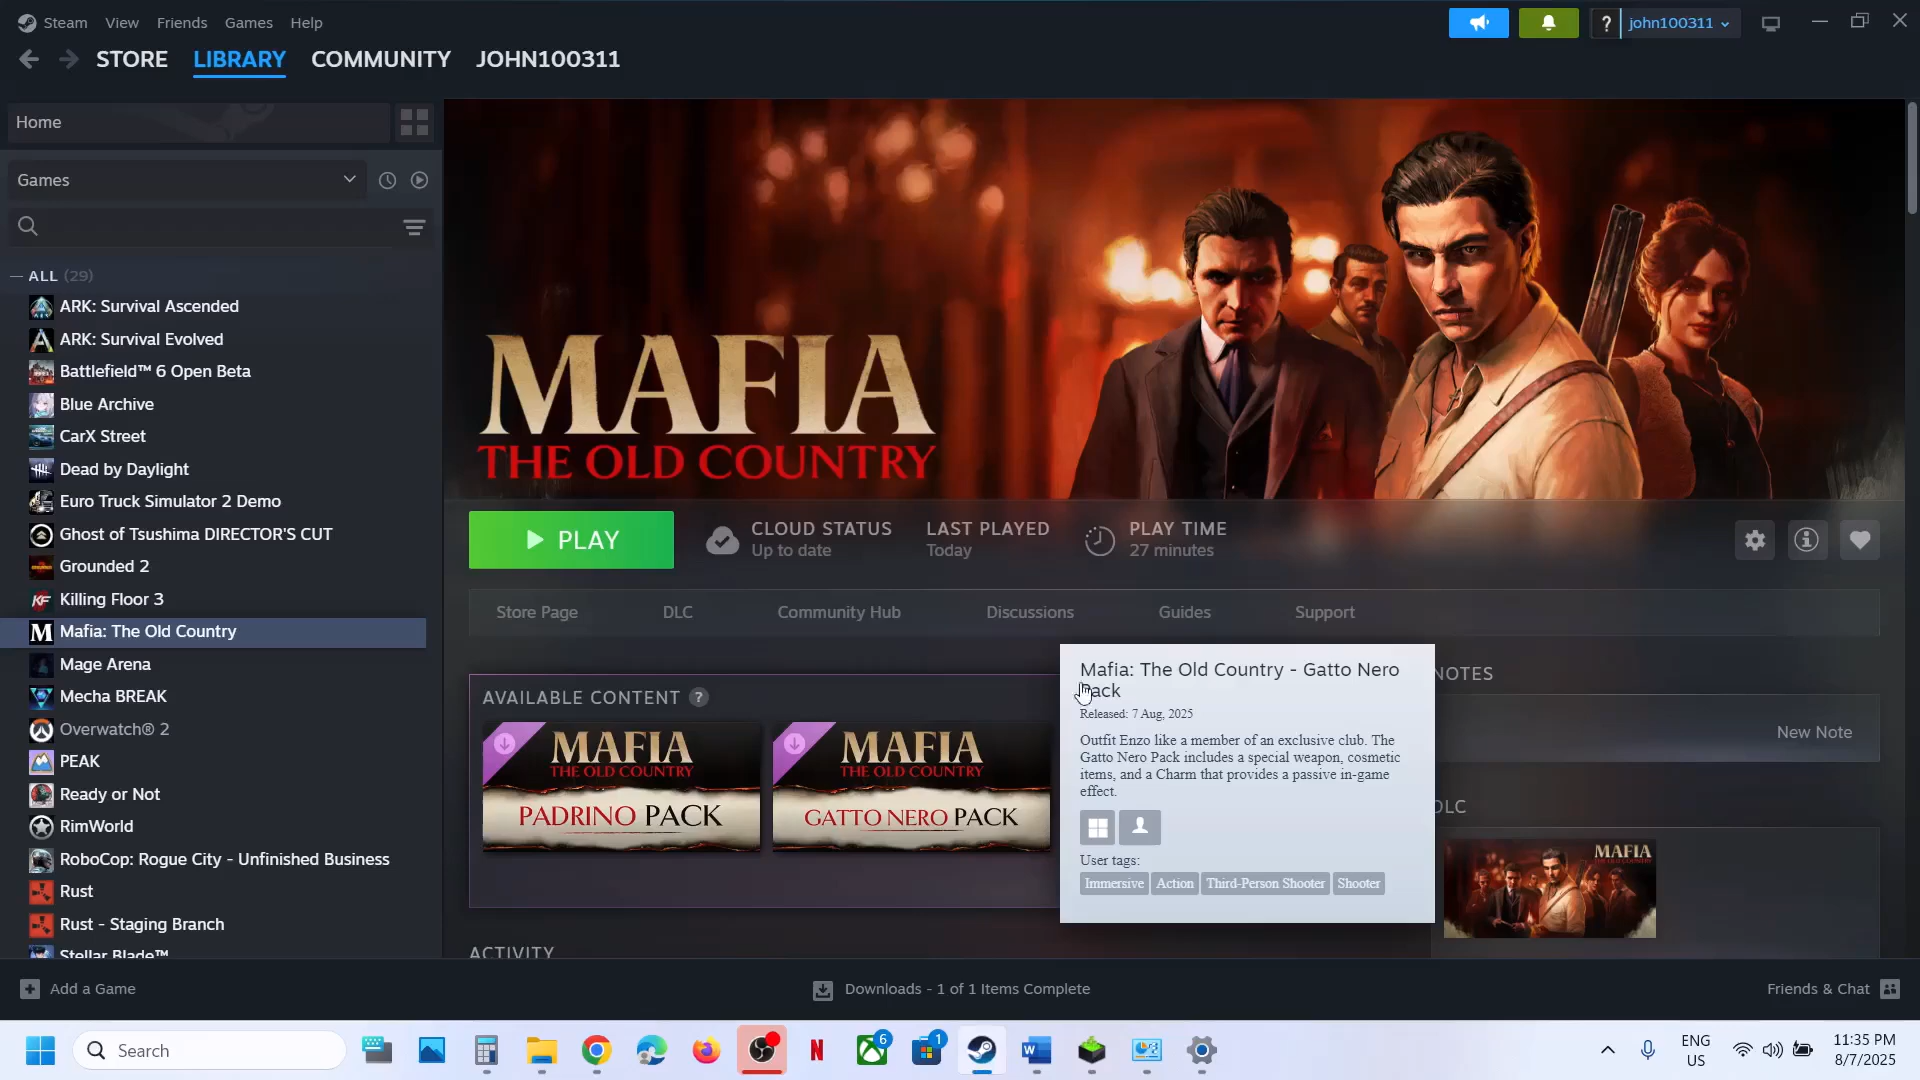 Steam View Friends Games Help
john100311
STORE LIBRARY COMMUNITY JOHN100311
Home
Games
ALL (29)
ARK: Survival Ascended
ARK: Survival Evolved
Battlefield™ 6 Open Beta
Blue Archive
CarX Street
Dead by Daylight
Euro Truck Simulator 2 Demo
Ghost of Tsushima DIRECTOR'S CUT
Grounded 2
Killing Floor 3
Mafia: The Old Country
Mage Arena
Mecha BREAK
Overwatch® 2
PEAK
Ready or Not
RimWorld
RoboCop: Rogue City - Unfinished Business
Rust
Rust - Staging Branch
Stellar Blade™
Add a Game
MAFIA
THE OLD COUNTRY
PLAY
CLOUD STATUS
Up to date
LAST PLAYED
Today
PLAY TIME
27 minutes
Store Page DLC Community Hub Discussions Guides Support
AVAILABLE CONTENT ?
MAFIA
THE OLD COUNTRY
PADRINO PACK
MAFIA
THE OLD COUNTRY
GATTO NERO PACK
Mafia: The Old Country - Gatto Nero
Pack
Released: 7 Aug, 2025
Outfit Enzo like a member of an exclusive club. The
Gatto Nero Pack includes a special weapon, cosmetic
items, and a Charm that provides a passive in-game
effect.
User tags:
Immersive Action Third-Person Shooter Shooter
NOTES
New Note
DLC
MAFIA
ACTIVITY
Downloads - 1 of 1 Items Complete
Friends & Chat
Search
6
1
ENG
US
11:35 PM
8/7/2025